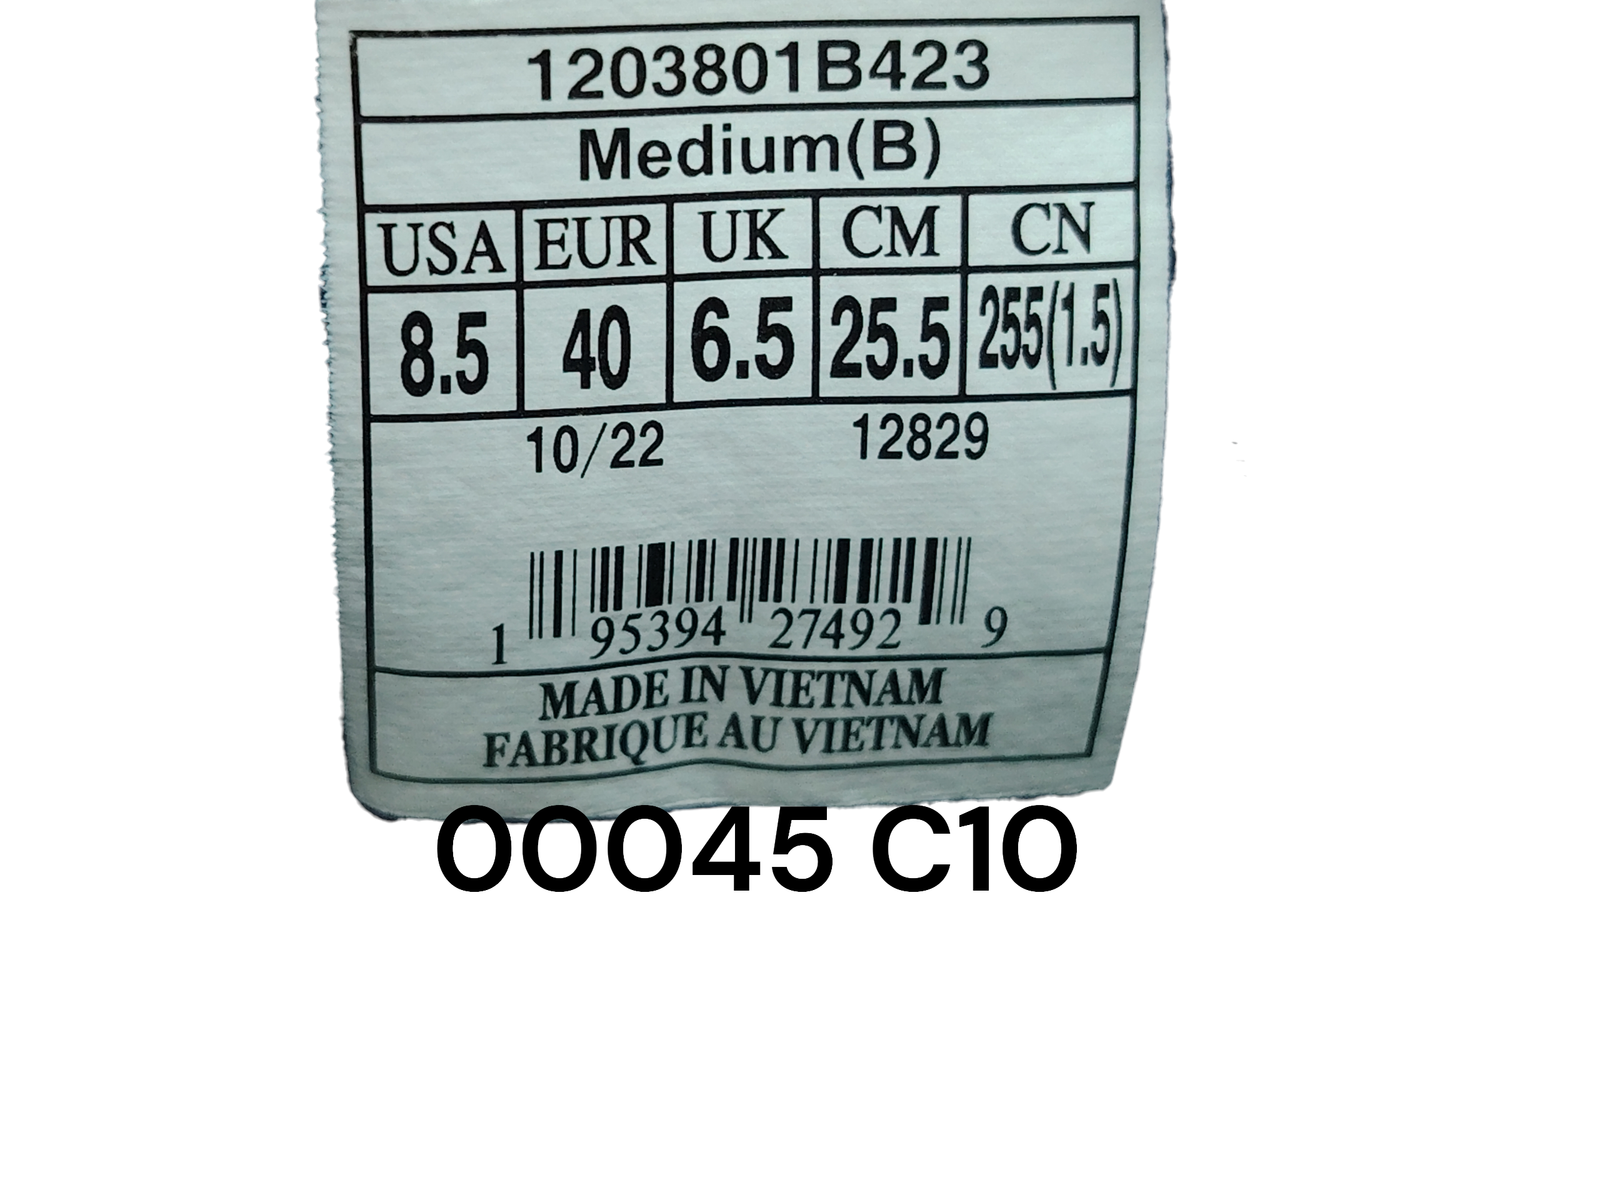 1203801B423
Medium(B)
USA EUR UK CM CN
8.5 40 6.5 25.5 255(1.5)
10/22 12829
1 95394 27492 9
MADE IN VIETNAM
FABRIQUE AU VIETNAM
00045 C10